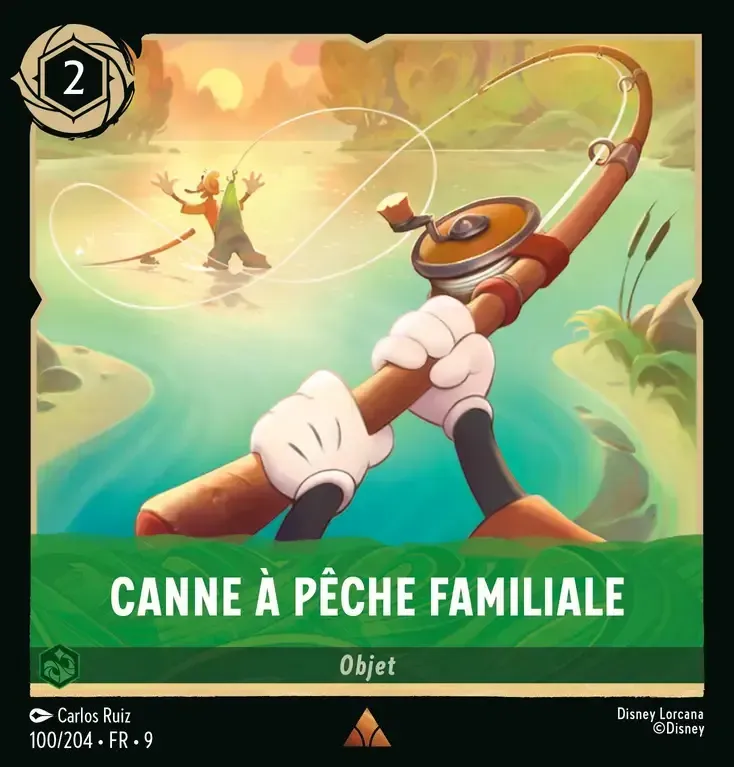 2
CANNE À PÊCHE FAMILIALE
Objet
Carlos Ruiz
100/204 • FR • 9
Disney Lorcana
©Disney